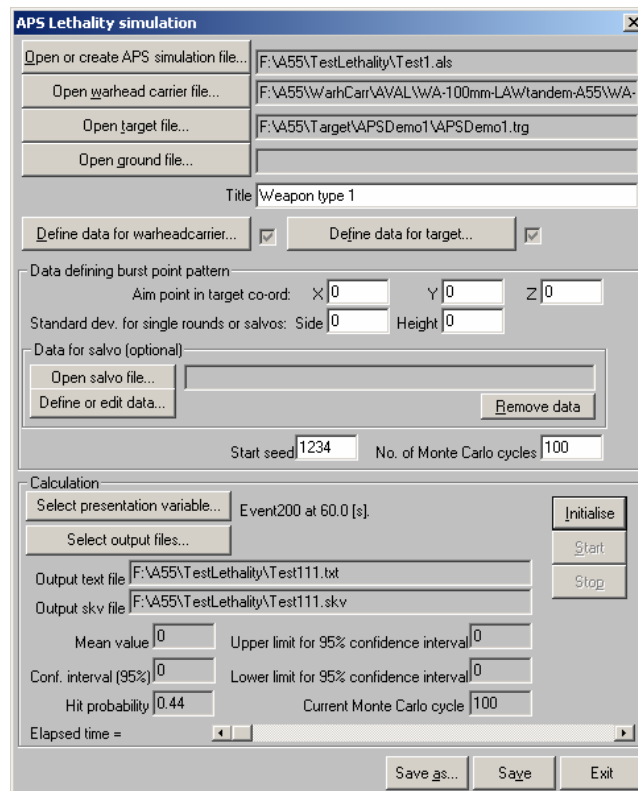 APS Lethality simulation
Open or create APS simulation file... F:\A55\TestLethality\Test1.als
Open warhead carrier file... F:\A55\WarhCarr\AVAL\WA-100mm-LAWtandem-A55\WA-
Open target file... F:\A55\Target\APSDemo1\APSDemo1.trg
Open ground file...
Title Weapon type 1
Define data for warheadcarrier... Define data for target...
Data defining burst point pattern
Aim point in target co-ord: X 0 Y 0 Z 0
Standard dev. for single rounds or salvos: Side 0 Height 0
Data for salvo (optional)
Open salvo file...
Define or edit data... Remove data
Start seed 1234 No. of Monte Carlo cycles 100
Calculation
Select presentation variable... Event200 at 60.0 [s]. Initialise
Select output files... Start
Output text file F:\A55\TestLethality\Test111.txt Stop
Output skv file F:\A55\TestLethality\Test111.skv
Mean value 0 Upper limit for 95% confidence interval 0
Conf. interval (95%) 0 Lower limit for 95% confidence interval 0
Hit probability 0.44 Current Monte Carlo cycle 100
Elapsed time =
Save as... Save Exit